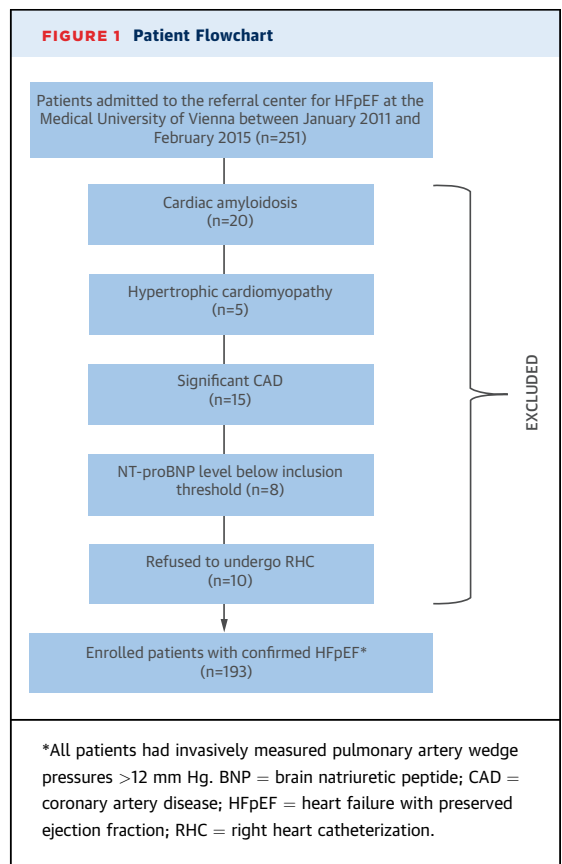 FIGURE 1 Patient Flowchart
Patients admitted to the referral center for HFpEF at the
Medical University of Vienna between January 2011 and
February 2015 (n=251)
Cardiac amyloidosis
(n=20)
Hypertrophic cardiomyopathy
(n=5)
Significant CAD
(n=15)
NT-proBNP level below inclusion
threshold (n=8)
Refused to undergo RHC
(n=10)
EXCLUDED
Enrolled patients with confirmed HFpEF*
(n=193)
*All patients had invasively measured pulmonary artery wedge
pressures >12 mm Hg. BNP = brain natriuretic peptide; CAD =
coronary artery disease; HFpEF = heart failure with preserved
ejection fraction; RHC = right heart catheterization.